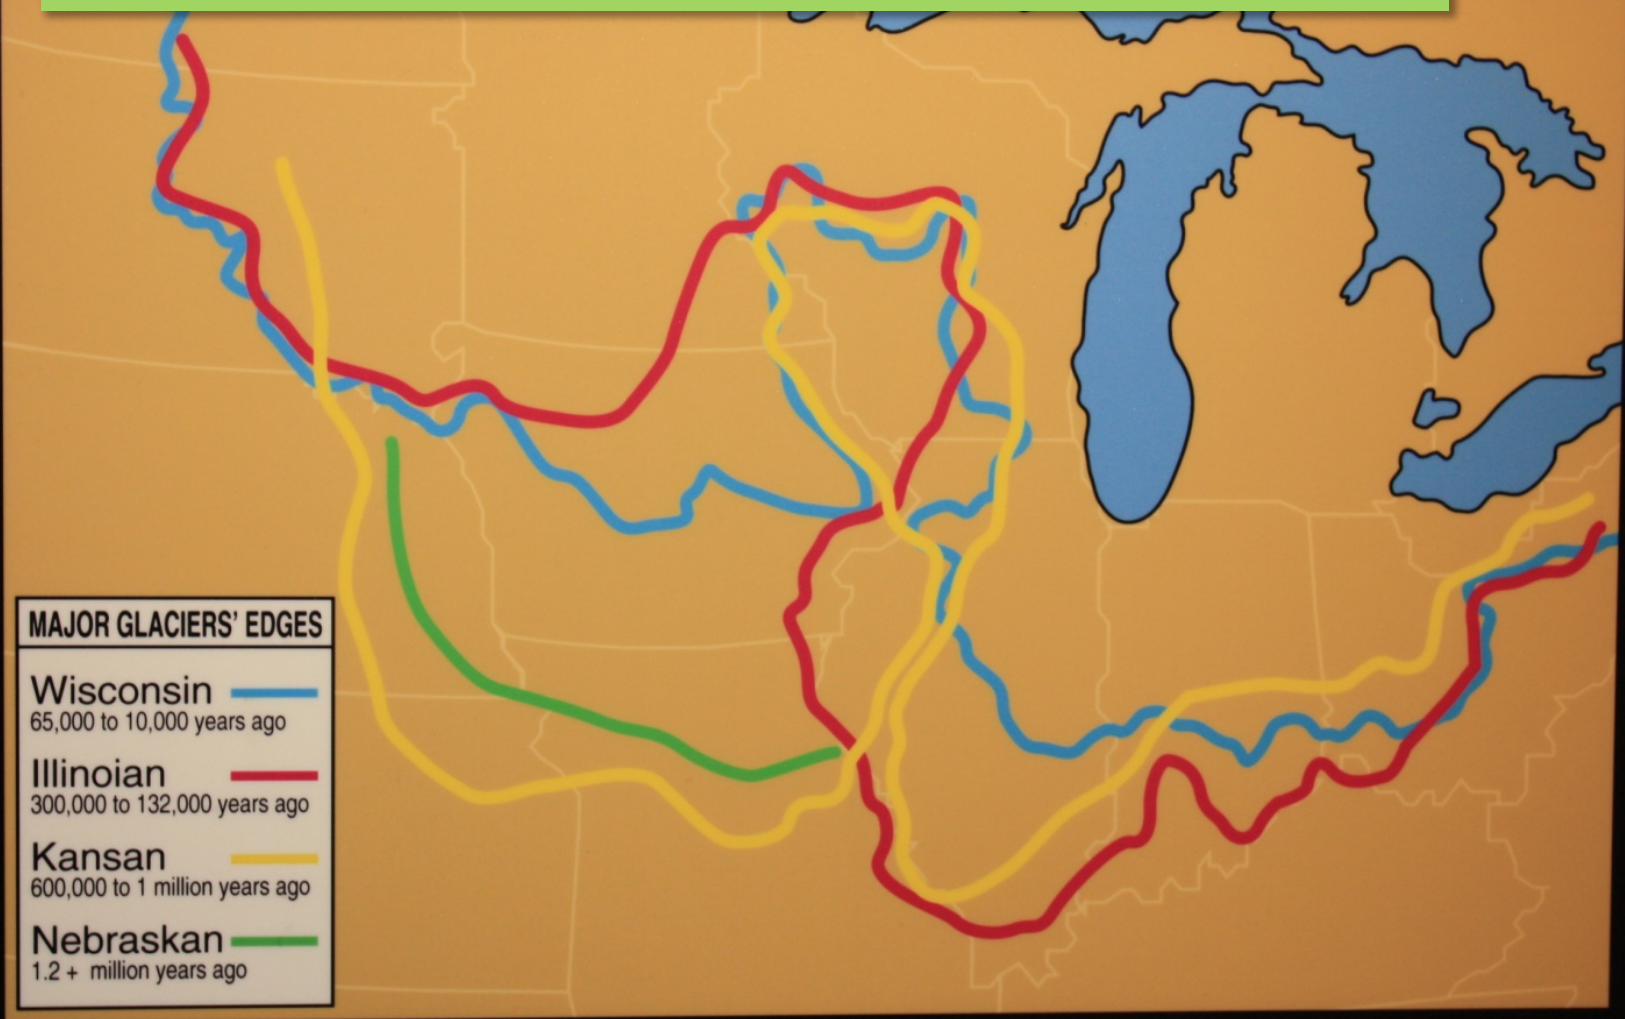 MAJOR GLACIERS' EDGES
Wisconsin
65,000 to 10,000 years ago
Illinoian
300,000 to 132,000 years ago
Kansan
600,000 to 1 million years ago
Nebraskan
1.2 + million years ago